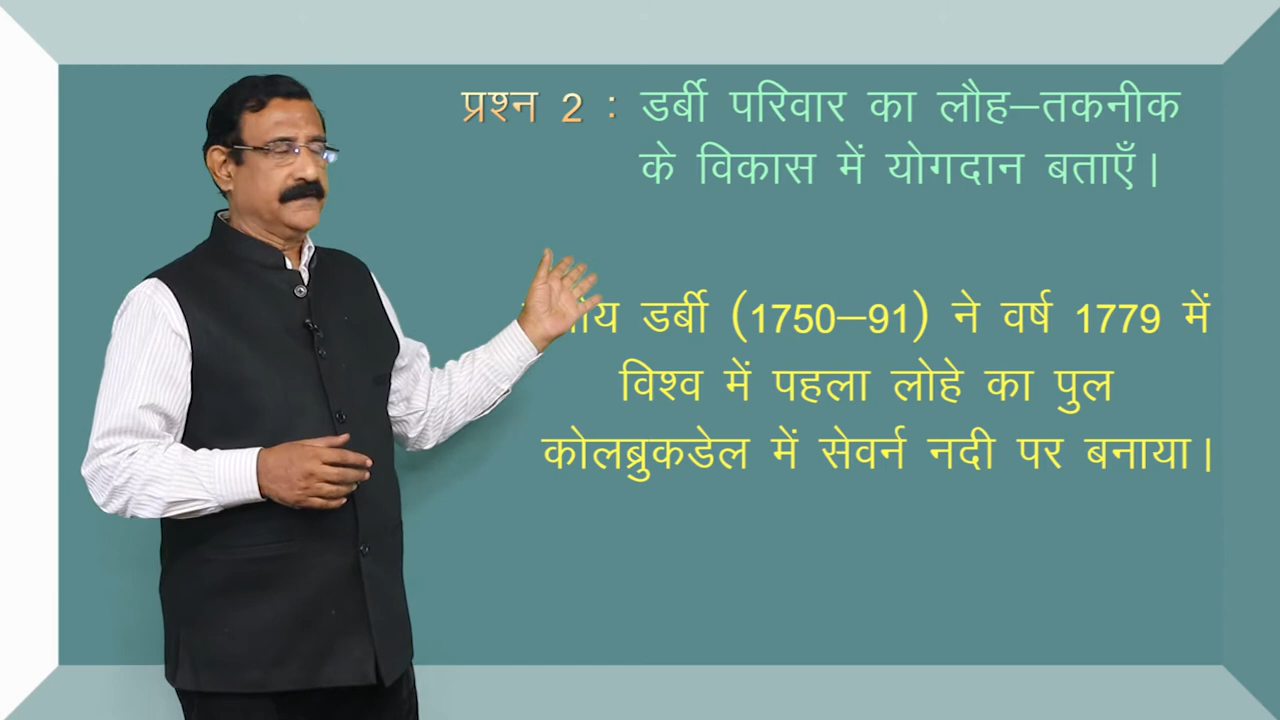 प्रश्न 2 : डर्बी परिवार का लौह–तकनीक
के विकास में योगदान बताएँ।
डर्बी (1750–91) ने वर्ष 1779 में
विश्व में पहला लोहे का पुल
कोलब्रुकडेल में सेवर्न नदी पर बनाया।